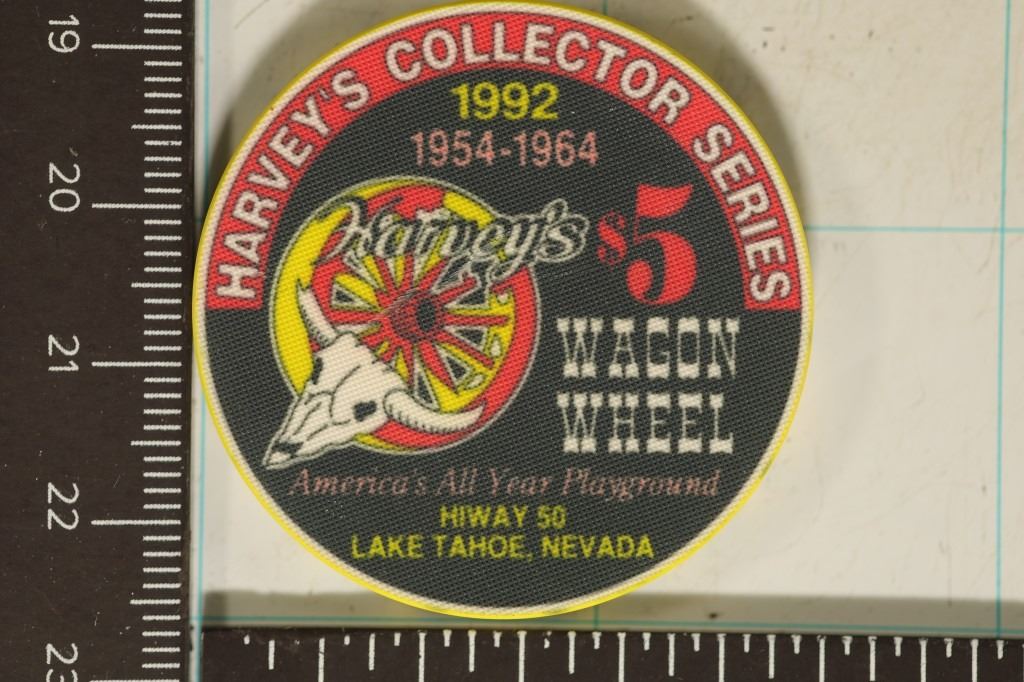 HARVEY'S COLLECTOR SERIES
1992
1954-1964
Harvey's $5
WAGON
WHEEL
America's All Year Playground
HIWAY 50
LAKE TAHOE, NEVADA
19
20
21
22
23